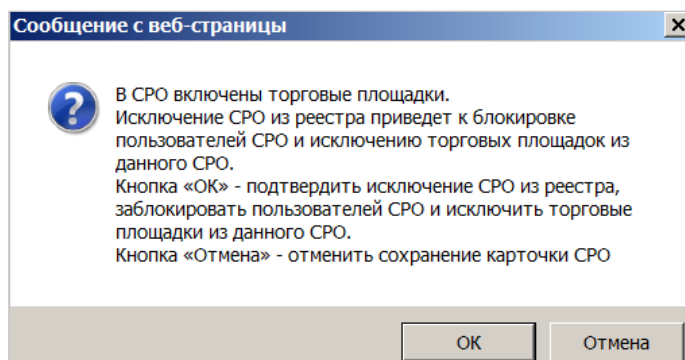 Сообщение с веб-страницы
В СРО включены торговые площадки.
Исключение СРО из реестра приведет к блокировке
пользователей СРО и исключению торговых площадок из
данного СРО.
Кнопка «ОК» - подтвердить исключение СРО из реестра,
заблокировать пользователей СРО и исключить торговые
площадки из данного СРО.
Кнопка «Отмена» - отменить сохранение карточки СРО
ОК
Отмена